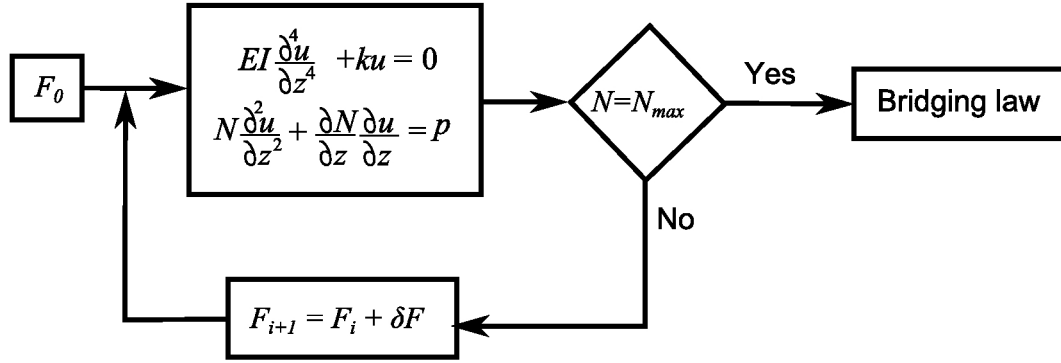 F₀
EI ∂⁴u/∂z⁴ + ku = 0
N ∂²u/∂z² + ∂N/∂z ∂u/∂z = p
N=Nₘₐₓ
Yes
Bridging law
No
Fᵢ₊₁ = Fᵢ + δF